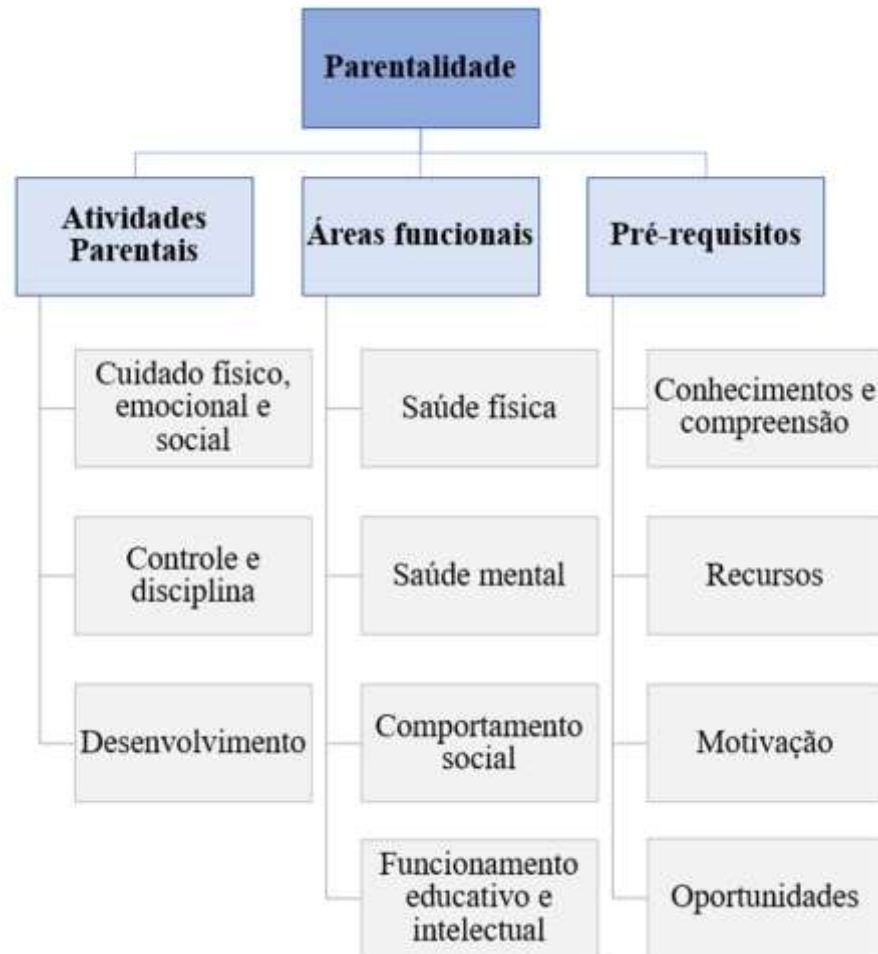 Parentalidade
Atividades
Parentais
Áreas funcionais
Pré-requisitos
Cuidado físico,
emocional e
social
Saúde física
Conhecimentos e
compreensão
Controle e
disciplina
Saúde mental
Recursos
Desenvolvimento
Comportamento
social
Motivação
Funcionamento
educativo e
intelectual
Oportunidades